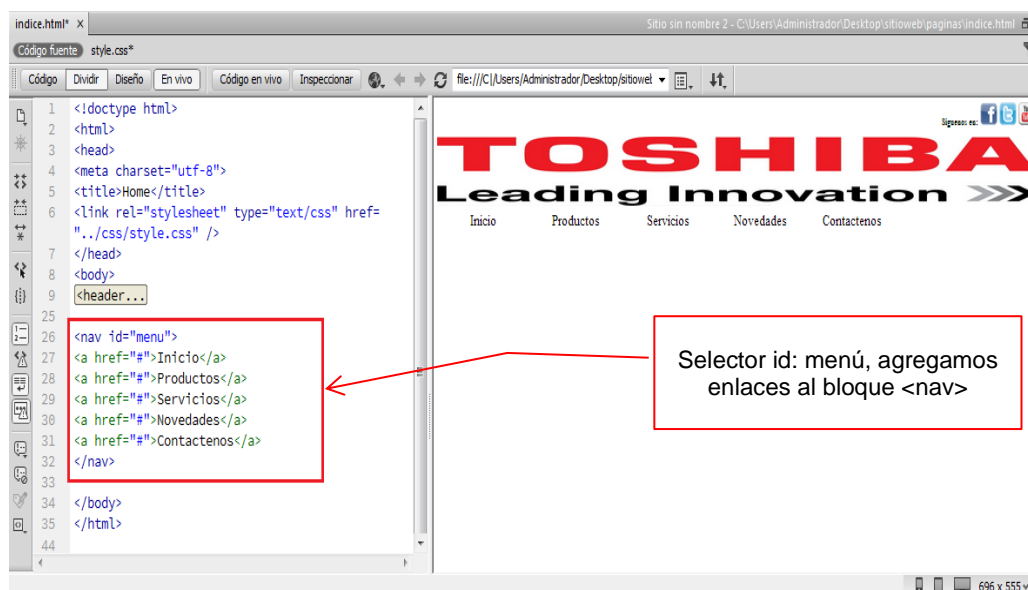 indice.html* ×
Sitio sin nombre 2 - C:\Users\Administrador\Desktop\sitioweb\paginas\indice.html
Código fuente style.css*
Código Dividir Diseño En vivo Código en vivo Inspeccionar file:///C|/Users/Administrador/Desktop/sitiowel
1 <!doctype html>
2 <html>
3 <head>
4 <meta charset="utf-8">
5 <title>Home</title>
6 <link rel="stylesheet" type="text/css" href=
"../css/style.css" />
7 </head>
8 <body>
9 <header...
25
26 <nav id="menu">
27 <a href="#">Inicio</a>
28 <a href="#">Productos</a>
29 <a href="#">Servicios</a>
30 <a href="#">Novedades</a>
31 <a href="#">Contactenos</a>
32 </nav>
33
34 </body>
35 </html>
44
Siguenos en:
TOSHIBA
Leading Innovation >>>
Inicio Productos Servicios Novedades Contactenos
Selector id: menú, agregamos
enlaces al bloque <nav>
696 x 555